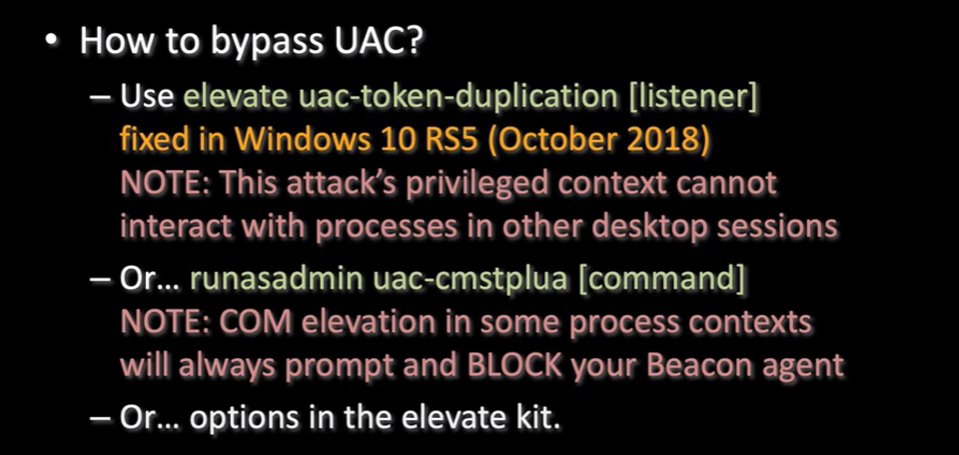 • How to bypass UAC?
– Use elevate uac-token-duplication [listener]
fixed in Windows 10 RS5 (October 2018)
NOTE: This attack's privileged context cannot
interact with processes in other desktop sessions
– Or... runasadmin uac-cmstplua [command]
NOTE: COM elevation in some process contexts
will always prompt and BLOCK your Beacon agent
– Or... options in the elevate kit.